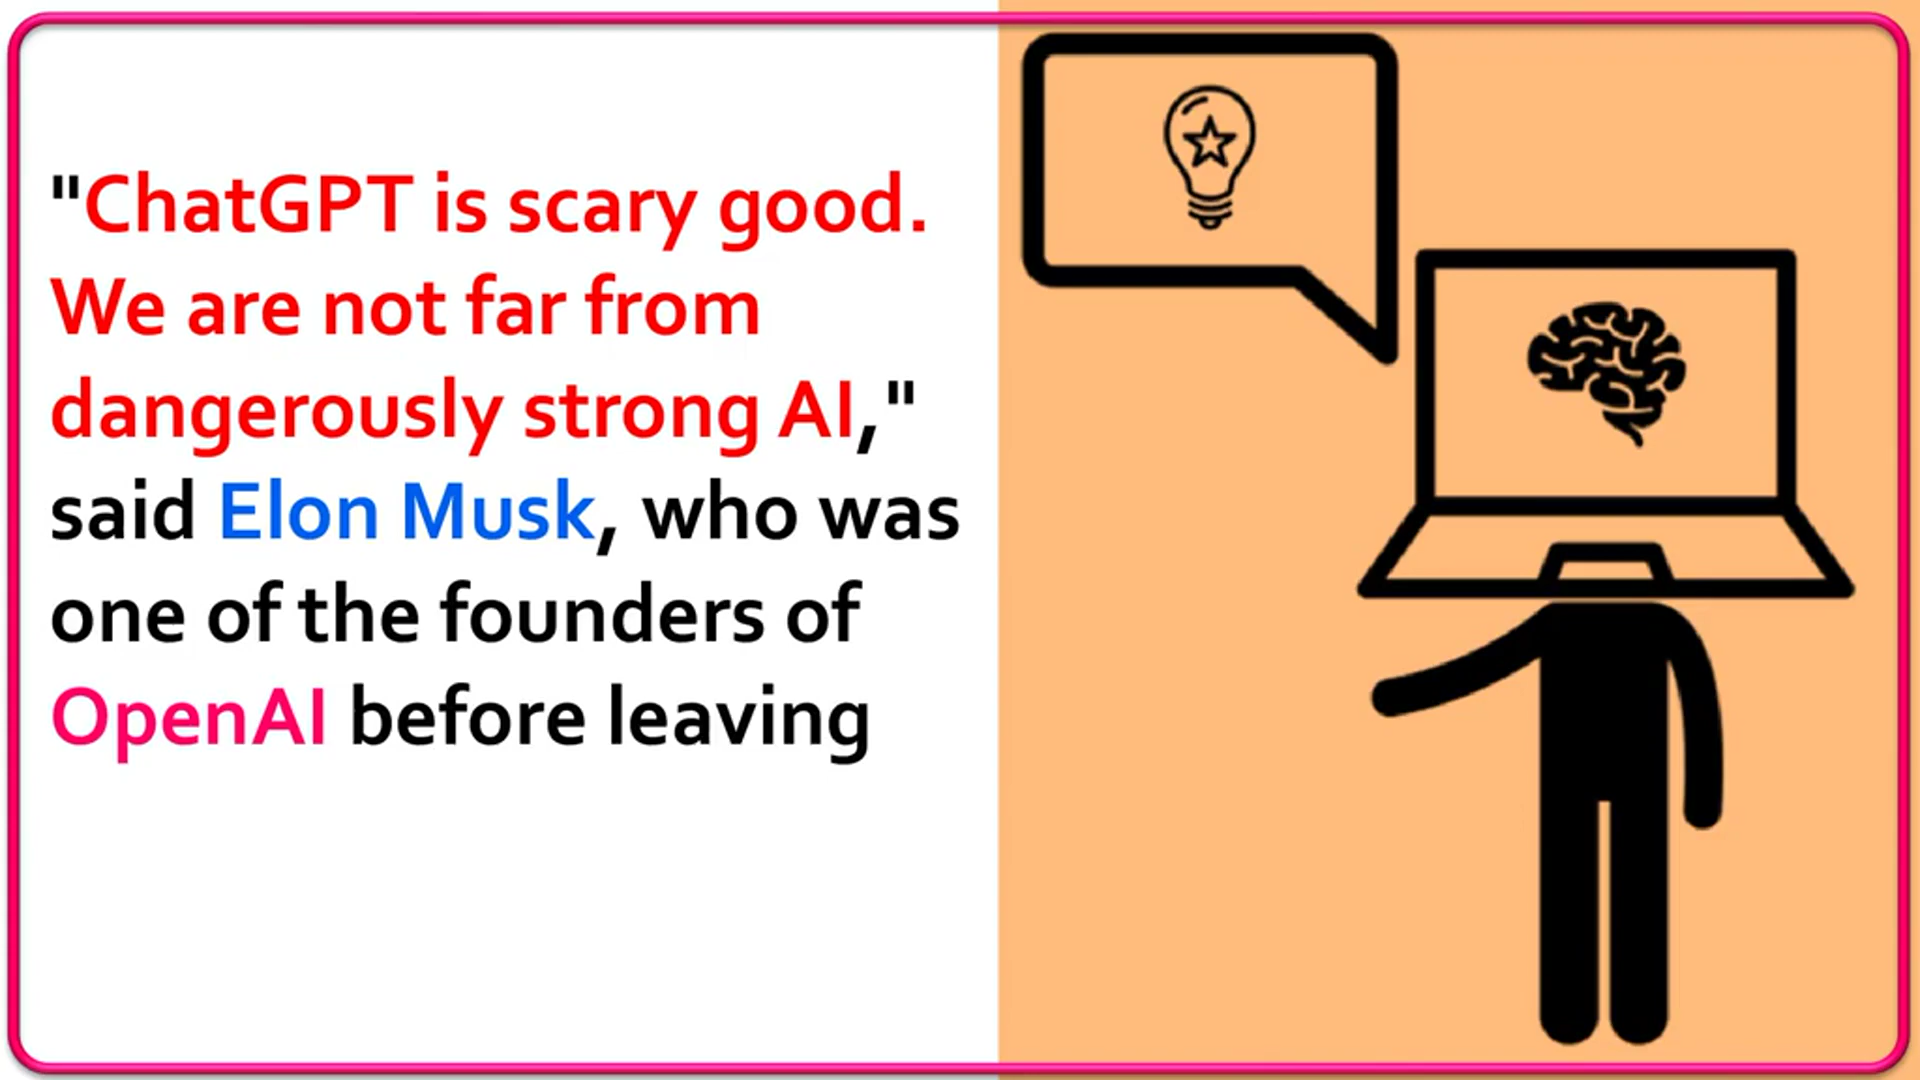 "ChatGPT is scary good.
We are not far from
dangerously strong AI,"
said Elon Musk, who was
one of the founders of
OpenAI before leaving